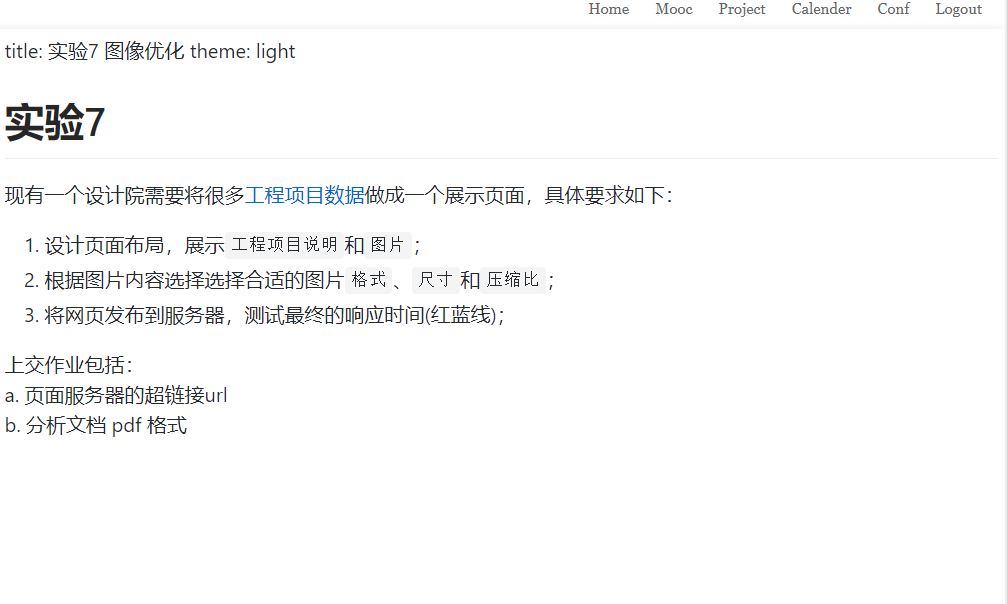 Home Mooc Project Calender Conf Logout
title: 实验7 图像优化 theme: light
实验7
现有一个设计院需要将很多工程项目数据做成一个展示页面，具体要求如下：
1. 设计页面布局，展示 工程项目说明 和 图片 ；
2. 根据图片内容选择选择合适的图片 格式 、 尺寸 和 压缩比 ；
3. 将网页发布到服务器，测试最终的响应时间(红蓝线)；
上交作业包括：
a. 页面服务器的超链接url
b. 分析文档 pdf 格式